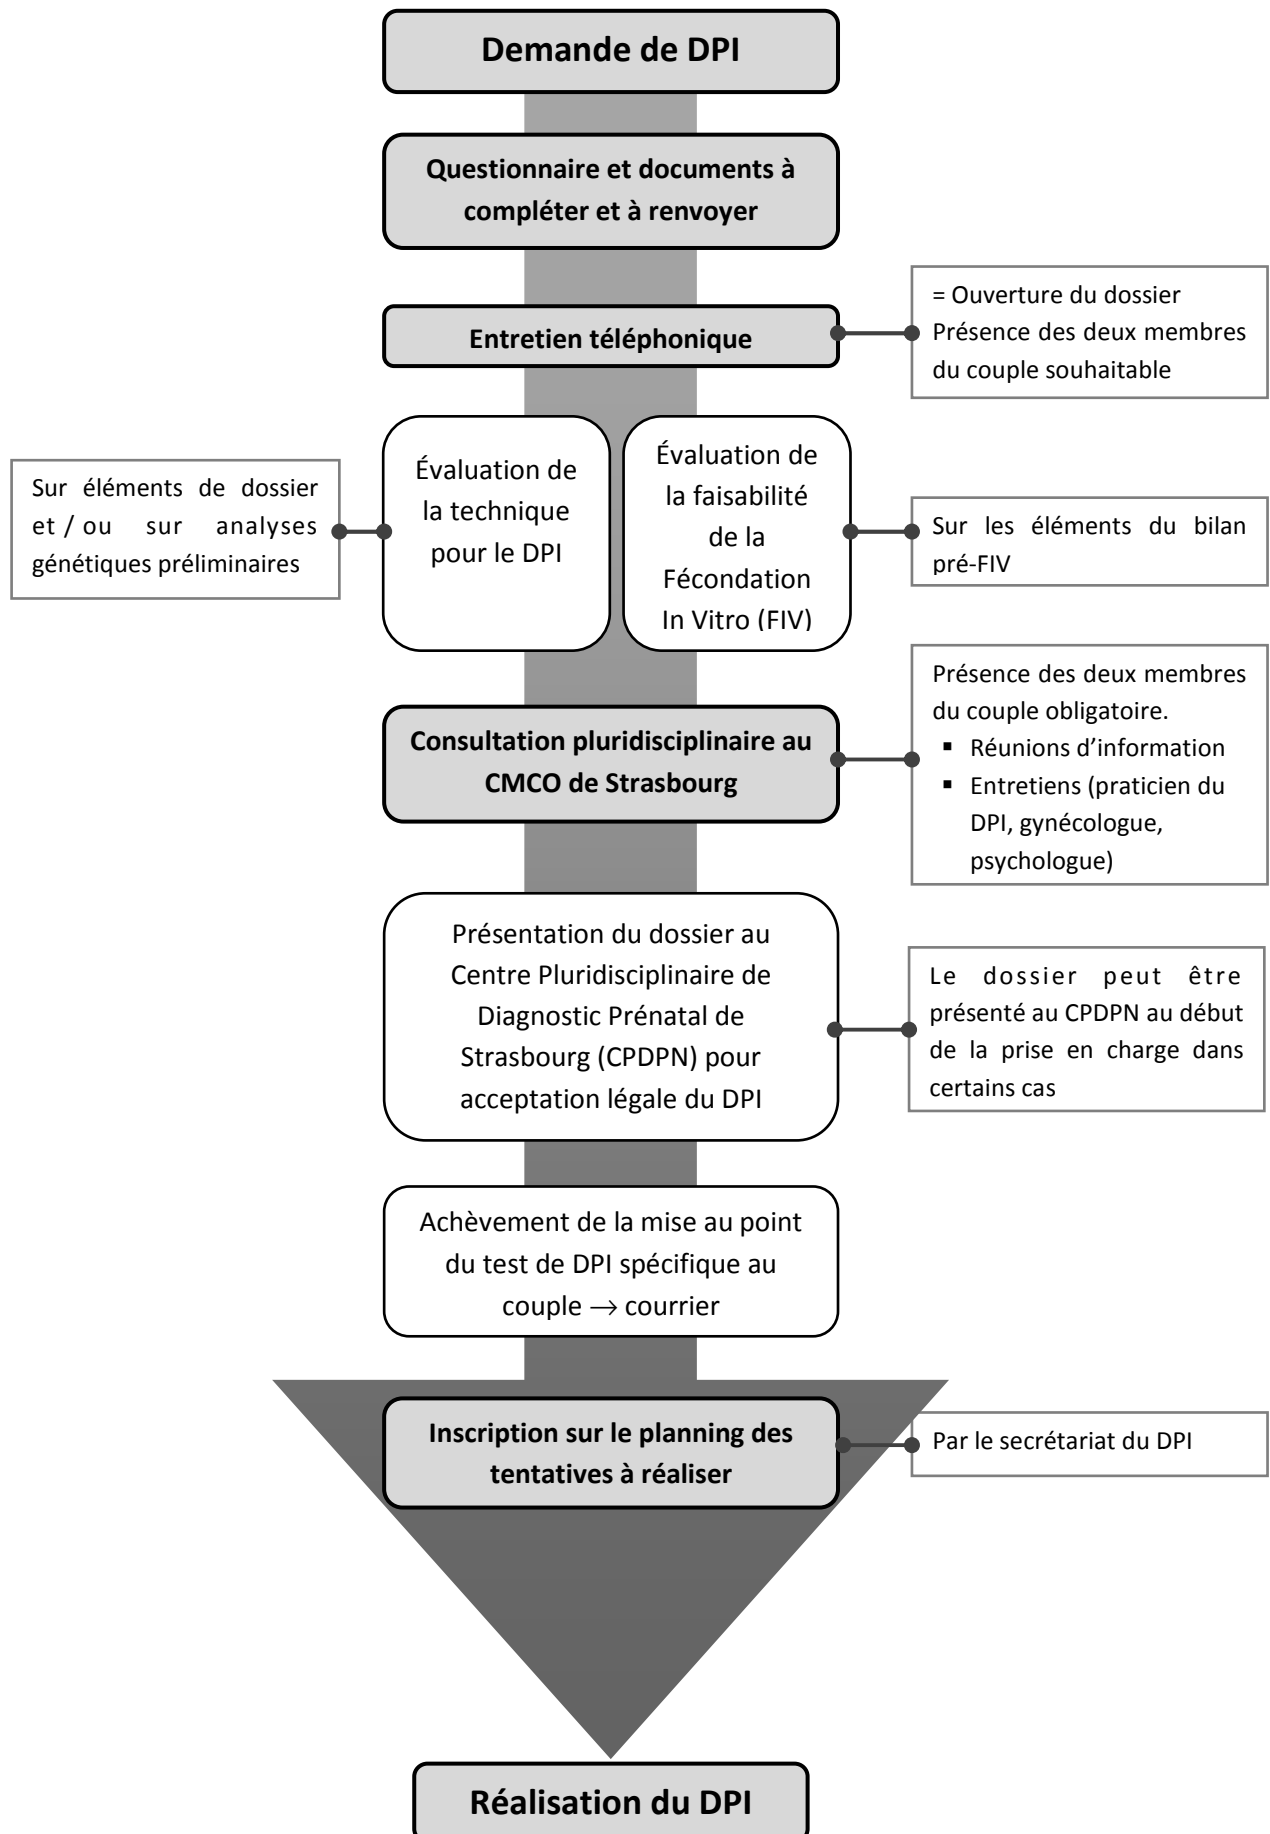 Demande de DPI
Questionnaire et documents à
compléter et à renvoyer
Entretien téléphonique
= Ouverture du dossier
Présence des deux membres
du couple souhaitable
Sur éléments de dossier
et / ou sur analyses
génétiques préliminaires
Évaluation de
la technique
pour le DPI
Évaluation de
la faisabilité
de la
Fécondation
In Vitro (FIV)
Sur les éléments du bilan
pré-FIV
Consultation pluridisciplinaire au
CMCO de Strasbourg
Présence des deux membres
du couple obligatoire.
▪ Réunions d’information
▪ Entretiens (praticien du
DPI, gynécologue,
psychologue)
Présentation du dossier au
Centre Pluridisciplinaire de
Diagnostic Prénatal de
Strasbourg (CPDPN) pour
acceptation légale du DPI
Le dossier peut être
présenté au CPDPN au début
de la prise en charge dans
certains cas
Achèvement de la mise au point
du test de DPI spécifique au
couple → courrier
Inscription sur le planning des
tentatives à réaliser
Par le secrétariat du DPI
Réalisation du DPI